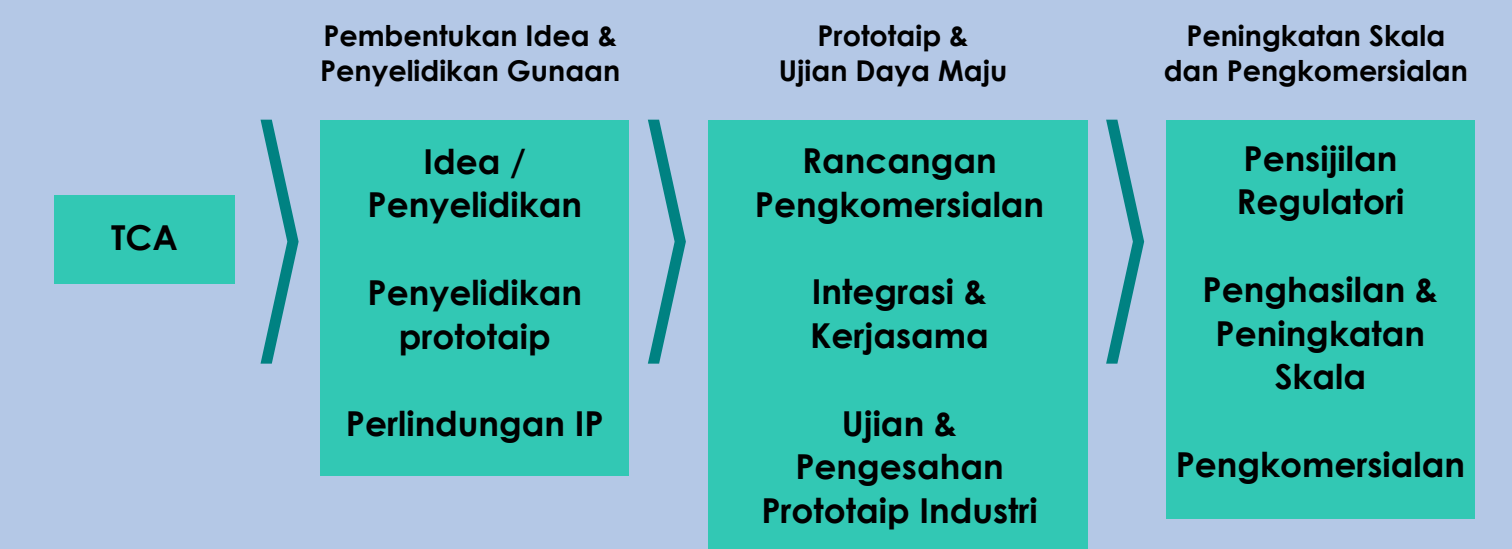 TCA
Pembentukan Idea &
Penyelidikan Gunaan
Idea /
Penyelidikan
Penyelidikan
prototaip
Perlindungan IP
Prototaip &
Ujian Daya Maju
Rancangan
Pengkomersialan
Integrasi &
Kerjasama
Ujian &
Pengesahan
Prototaip Industri
Peningkatan Skala
dan Pengkomersialan
Pensijilan
Regulatori
Penghasilan &
Peningkatan
Skala
Pengkomersialan